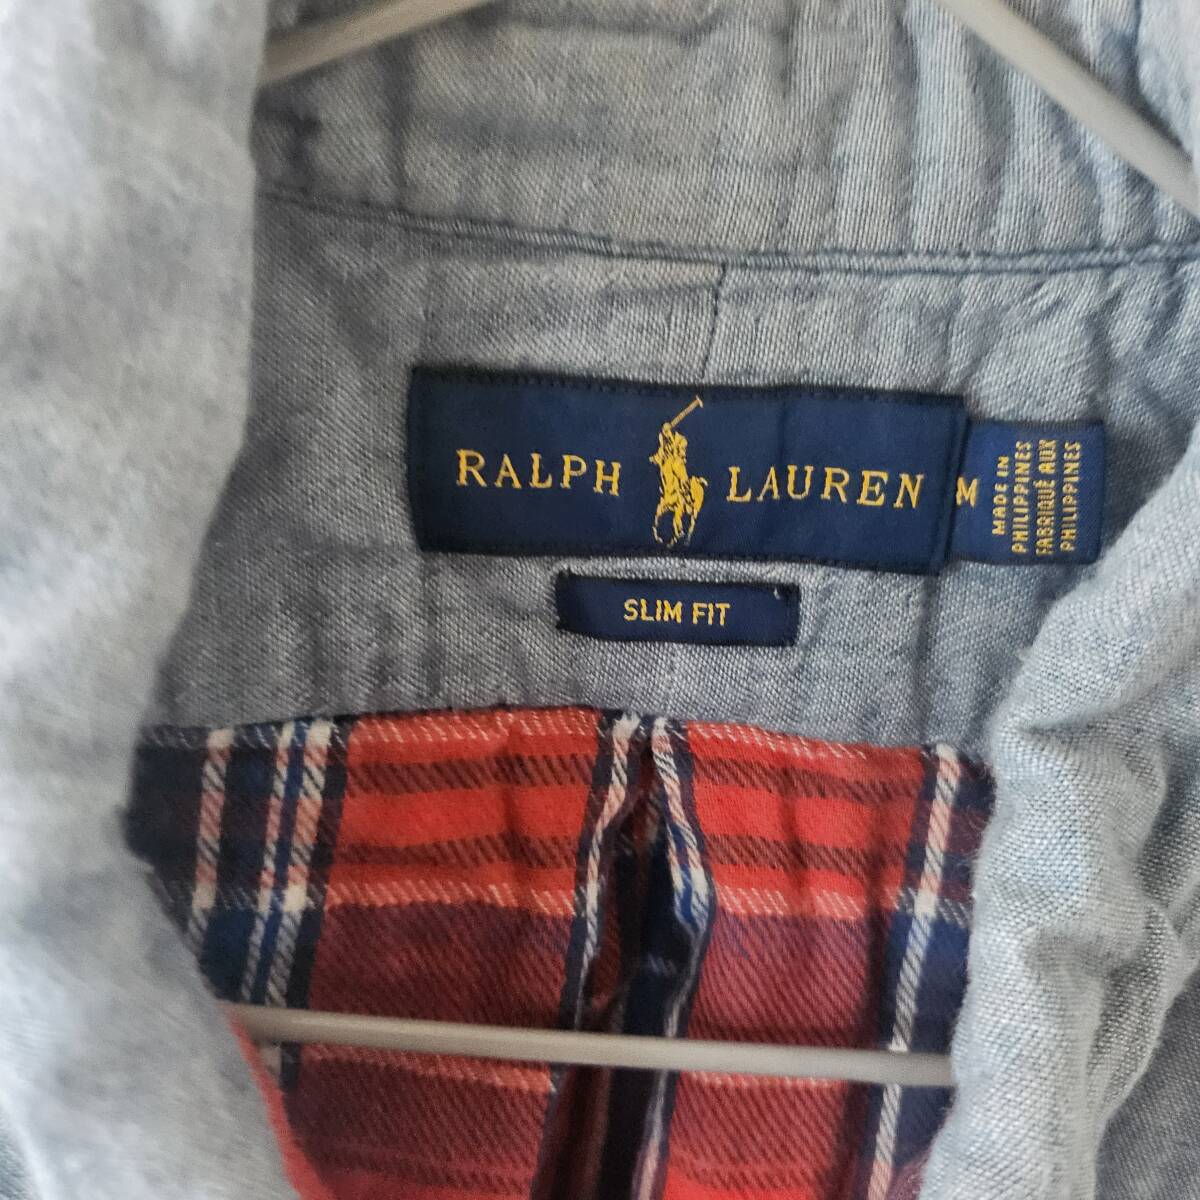 RALPH LAUREN
M
MADE IN
PHILIPPINES
FABRIQUÉ AUX
PHILIPPINES
SLIM FIT